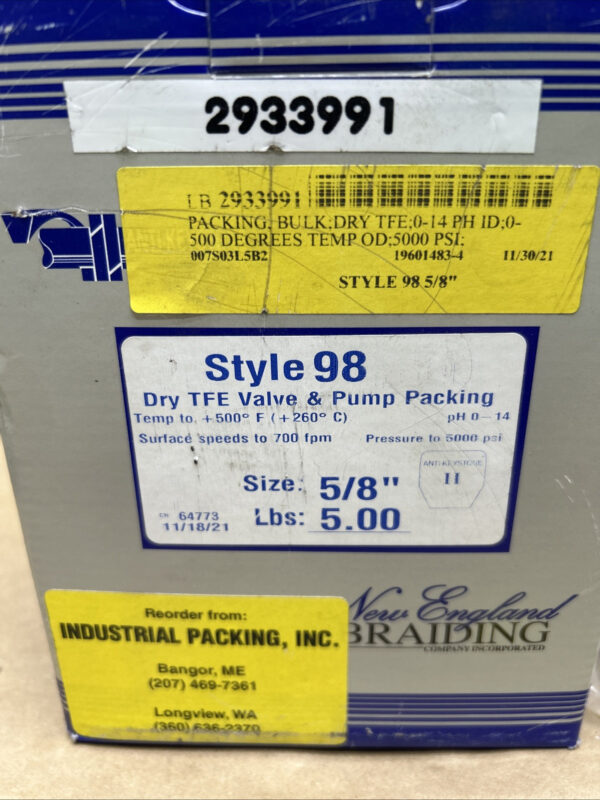 2933991
LB 2933991
PACKING, BULK;DRY TFE;0-14 PH ID;0-
500 DEGREES TEMP OD;5000 PSI;
007S03L5B2 19601483-4 11/30/21
STYLE 98 5/8"
Style 98
Dry TFE Valve & Pump Packing
Temp to +500° F (+260° C) pH 0-14
Surface speeds to 700 fpm Pressure to 5000 psi
ANTI-KEYSTONE
II
Size: 5/8"
Lbs: 5.00
64773
11/18/21
Reorder from:
INDUSTRIAL PACKING, INC.
Bangor, ME
(207) 469-7361
Longview, WA
(360) 636-2370
New England
BRAIDING
COMPANY INCORPORATED